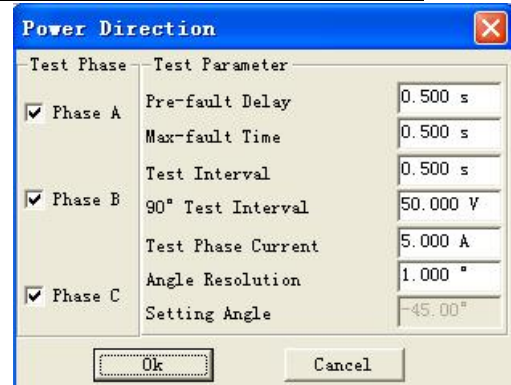 Power Direction
Test Phase
Test Parameter
Phase A
Phase B
Phase C
Pre-fault Delay 0.500 s
Max-fault Time 0.500 s
Test Interval 0.500 s
90° Test Interval 50.000 V
Test Phase Current 5.000 A
Angle Resolution 1.000 °
Setting Angle -45.00°
Ok Cancel